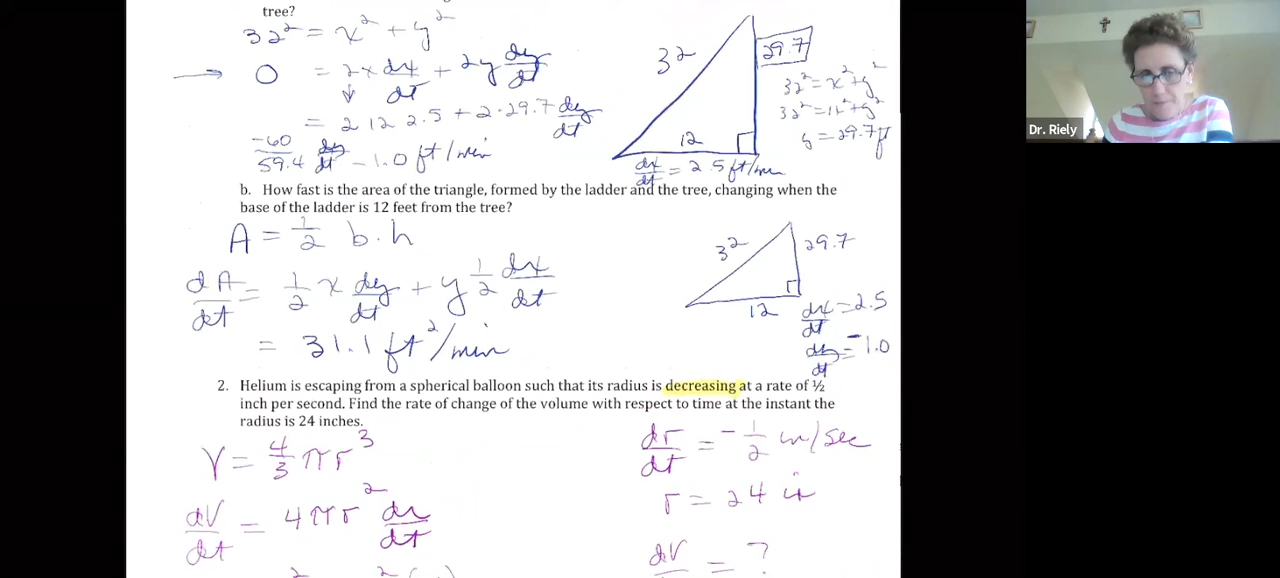 tree?
32² = x² + y²
→ 0 = 2x dx/dt + 2y dy/dt
= 2 12 2.5 + 2·29.7 dy/dt
-60/59.4 dy/dt - 1.0 ft/min
32
29.7
12
dx/dt = 2.5 ft/min
32² = x² + y²
32² = 12² + y²
y = 29.7 ft
Dr. Riely
b. How fast is the area of the triangle, formed by the ladder and the tree, changing when the
base of the ladder is 12 feet from the tree?
A = 1/2 b·h
dA/dt = 1/2 x dy/dt + y 1/2 dx/dt
= 31.1 ft²/min
32
29.7
12
dx/dt = 2.5
dy/dt = -1.0
2. Helium is escaping from a spherical balloon such that its radius is decreasing at a rate of ½
inch per second. Find the rate of change of the volume with respect to time at the instant the
radius is 24 inches.
V = 4/3 πr³
dV/dt = 4πr² dr/dt
dr/dt = -1/2 in/sec
r = 24 in
dV = ?